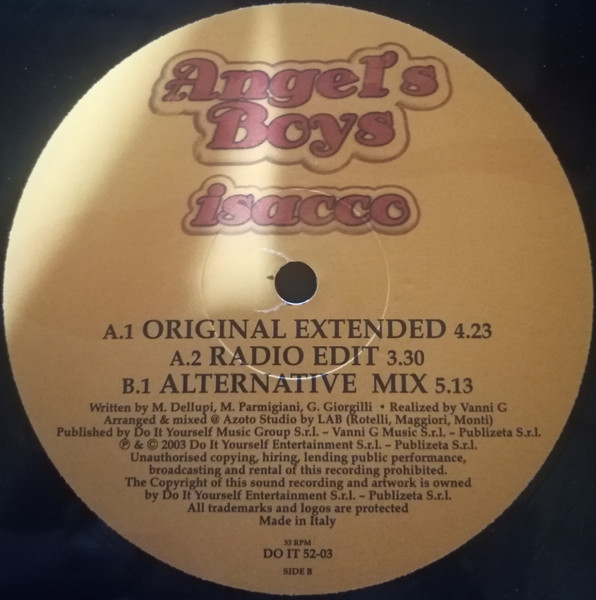 Angel's
Boys
isacco
A.1 ORIGINAL EXTENDED 4.23
A.2 RADIO EDIT 3.30
B.1 ALTERNATIVE MIX 5.13
Written by M. Dellupi, M. Parmigiani, G. Giorgilli • Realized by Vanni G
Arranged & mixed @ Azoto Studio by LAB (Rotelli, Maggiori, Monti)
Published by Do It Yourself Music Group S.r.l. – Vanni G Music S.r.l. – Publizeta S.r.l.
℗ & © 2003 Do It Yourself Entertainment S.r.l. – Publizeta S.r.l.
Unauthorised copying, hiring, lending public performance,
broadcasting and rental of this recording prohibited.
The Copyright of this sound recording and artwork is owned
by Do It Yourself Entertainment S.r.l. – Publizeta S.r.l.
All trademarks and logos are protected
Made in Italy
33 RPM
DO IT 52-03
SIDE B